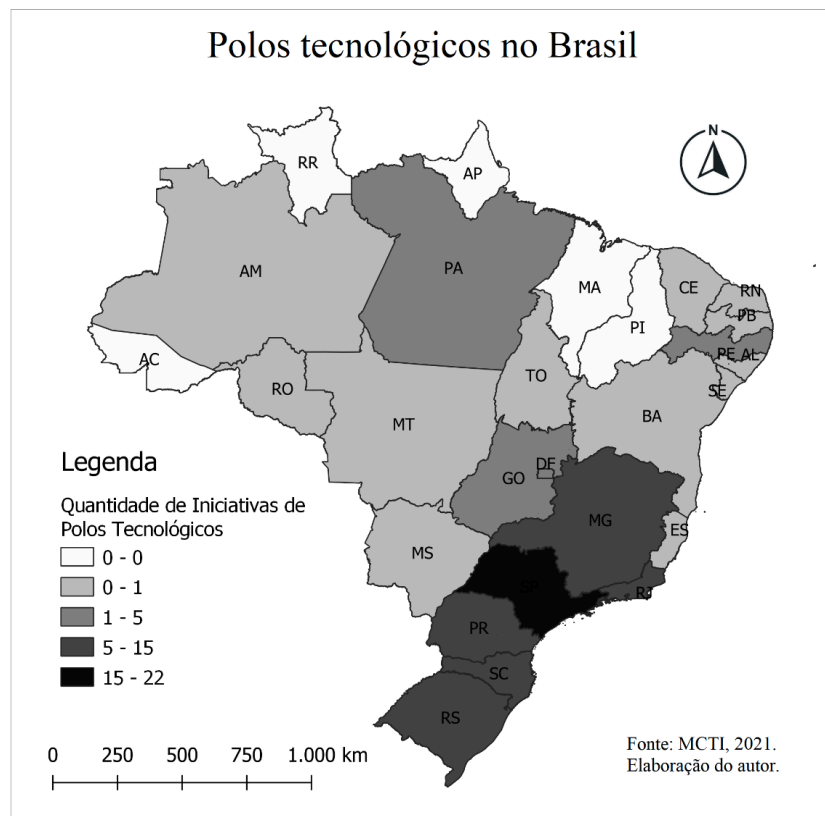 Polos tecnológicos no Brasil
N
RR
AP
AM
PA
MA
CE
RN
PB
PI
PE
AL
AC
TO
SE
RO
BA
MT
DF
GO
MG
ES
MS
SP
RJ
PR
SC
RS
Legenda
Quantidade de Iniciativas de
Polos Tecnológicos
0 - 0
0 - 1
1 - 5
5 - 15
15 - 22
0 250 500 750 1.000 km
Fonte: MCTI, 2021.
Elaboração do autor.